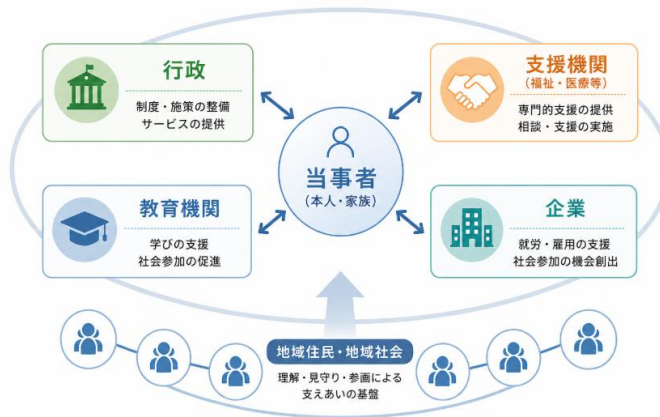 行政
制度・施策の整備
サービスの提供
支援機関
(福祉・医療等)
専門的支援の提供
相談・支援の実施
当事者
(本人・家族)
教育機関
学びの支援
社会参加の促進
企業
就労・雇用の支援
社会参加の機会創出
地域住民・地域社会
理解・見守り・参画による
支えあいの基盤